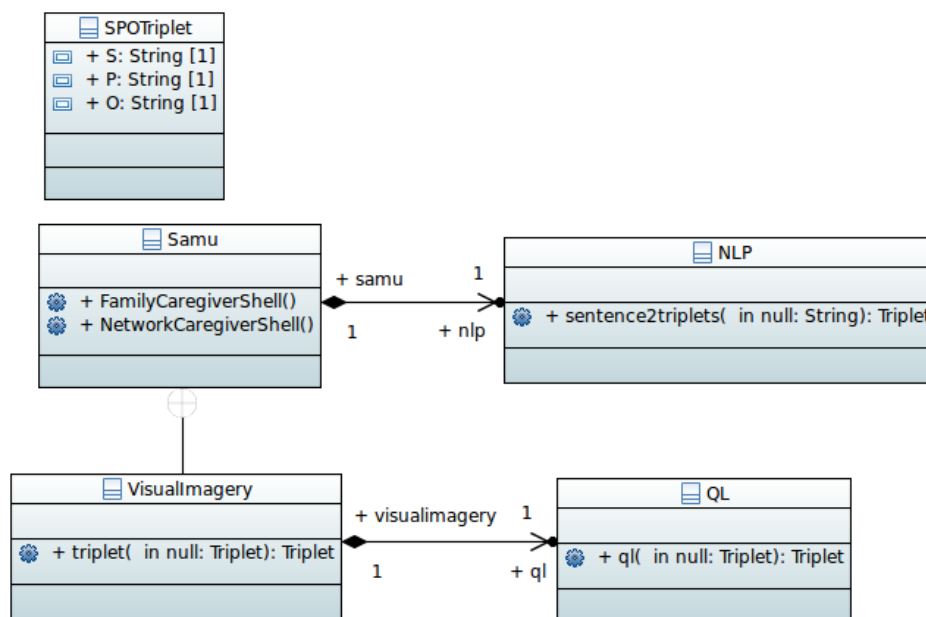 SPOTriplet
+ S: String [1]
+ P: String [1]
+ O: String [1]
Samu
+ FamilyCaregiverShell()
+ NetworkCaregiverShell()
+ samu
1
1
+ nlp
NLP
+ sentence2triplets( in null: String): Triplet
VisualImagery
+ triplet( in null: Triplet): Triplet
+ visualimagery
1
1
+ ql
QL
+ ql( in null: Triplet): Triplet